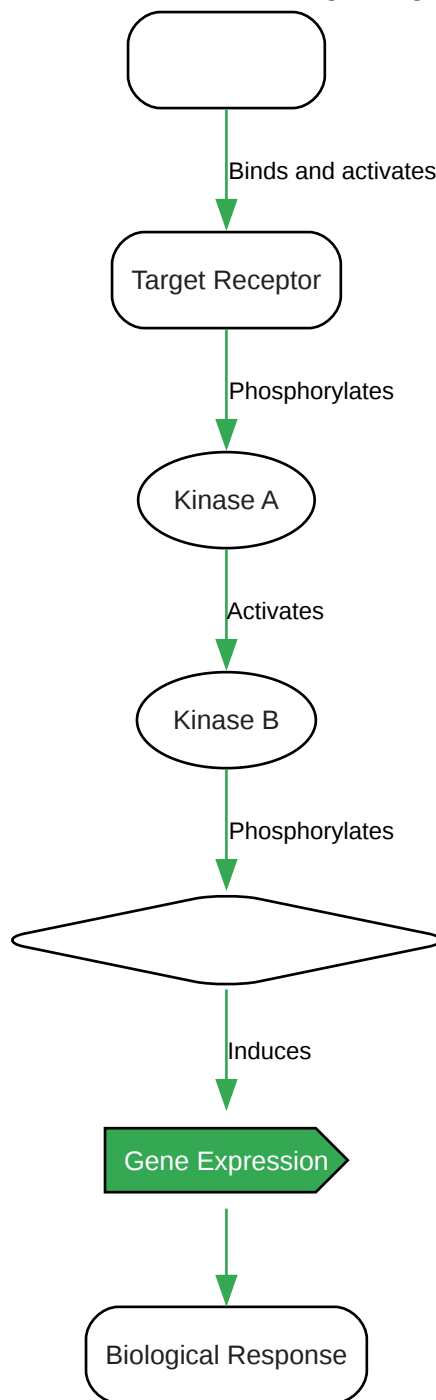 Binds and activates
Target Receptor
Phosphorylates
Kinase A
Activates
Kinase B
Phosphorylates
Induces
Gene Expression
Biological Response